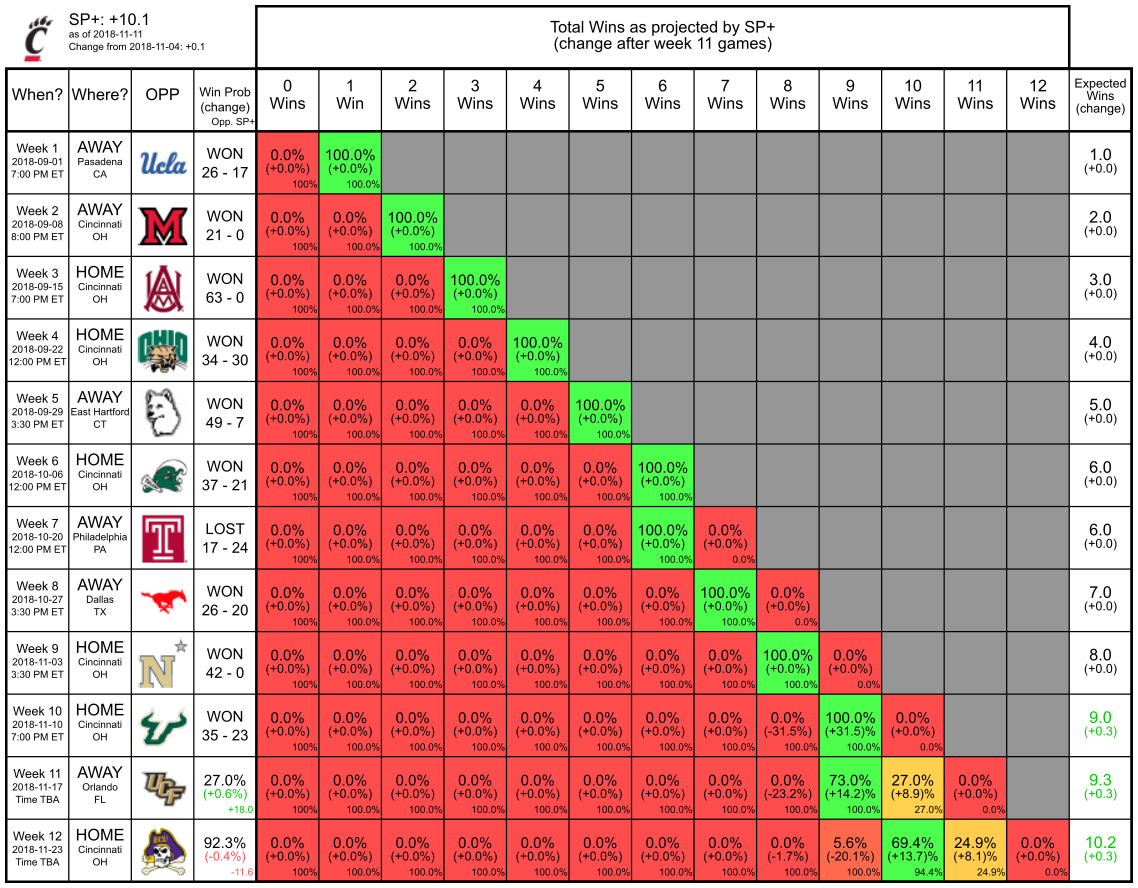 SP+: +10.1
as of 2018-11-11
Change from 2018-11-04: +0.1
Total Wins as projected by SP+
(change after week 11 games)
When? Where? OPP Win Prob (change) Opp. SP+ 0 Wins 1 Win 2 Wins 3 Wins 4 Wins 5 Wins 6 Wins 7 Wins 8 Wins 9 Wins 10 Wins 11 Wins 12 Wins Expected Wins (change)
Week 1 AWAY WON 0.0% 100.0% 1.0
2018-09-01 Pasadena Ucla 26 - 17 (+0.0%) (+0.0%) (+0.0)
7:00 PM ET CA 100% 100.0%
Week 2 AWAY M WON 0.0% 0.0% 100.0% 2.0
2018-09-08 Cincinnati 21 - 0 (+0.0%) (+0.0%) (+0.0%) (+0.0)
8:00 PM ET OH 100% 100.0% 100.0%
Week 3 HOME WON 0.0% 0.0% 0.0% 100.0% 3.0
2018-09-15 Cincinnati 63 - 0 (+0.0%) (+0.0%) (+0.0%) (+0.0%) (+0.0)
7:00 PM ET OH 100% 100.0% 100.0% 100.0%
Week 4 HOME OHIO WON 0.0% 0.0% 0.0% 0.0% 100.0% 4.0
2018-09-22 Cincinnati 34 - 30 (+0.0%) (+0.0%) (+0.0%) (+0.0%) (+0.0%) (+0.0)
12:00 PM ET OH 100% 100.0% 100.0% 100.0% 100.0%
Week 5 AWAY WON 0.0% 0.0% 0.0% 0.0% 0.0% 100.0% 5.0
2018-09-29 East Hartford 49 - 7 (+0.0%) (+0.0%) (+0.0%) (+0.0%) (+0.0%) (+0.0%) (+0.0)
3:30 PM ET CT 100% 100.0% 100.0% 100.0% 100.0% 100.0%
Week 6 HOME WON 0.0% 0.0% 0.0% 0.0% 0.0% 0.0% 100.0% 6.0
2018-10-06 Cincinnati 37 - 21 (+0.0%) (+0.0%) (+0.0%) (+0.0%) (+0.0%) (+0.0%) (+0.0%) (+0.0)
12:00 PM ET OH 100% 100.0% 100.0% 100.0% 100.0% 100.0% 100.0%
Week 7 AWAY T LOST 0.0% 0.0% 0.0% 0.0% 0.0% 0.0% 100.0% 0.0% 6.0
2018-10-20 Philadelphia 17 - 24 (+0.0%) (+0.0%) (+0.0%) (+0.0%) (+0.0%) (+0.0%) (+0.0%) (+0.0%) (+0.0)
12:00 PM ET PA 100% 100.0% 100.0% 100.0% 100.0% 100.0% 100.0% 0.0%
Week 8 AWAY WON 0.0% 0.0% 0.0% 0.0% 0.0% 0.0% 0.0% 100.0% 0.0% 7.0
2018-10-27 Dallas 26 - 20 (+0.0%) (+0.0%) (+0.0%) (+0.0%) (+0.0%) (+0.0%) (+0.0%) (+0.0%) (+0.0%) (+0.0)
3:30 PM ET TX 100% 100.0% 100.0% 100.0% 100.0% 100.0% 100.0% 100.0% 0.0%
Week 9 HOME N WON 0.0% 0.0% 0.0% 0.0% 0.0% 0.0% 0.0% 0.0% 100.0% 0.0% 8.0
2018-11-03 Cincinnati 42 - 0 (+0.0%) (+0.0%) (+0.0%) (+0.0%) (+0.0%) (+0.0%) (+0.0%) (+0.0%) (+0.0%) (+0.0%) (+0.0)
3:30 PM ET OH 100% 100.0% 100.0% 100.0% 100.0% 100.0% 100.0% 100.0% 100.0% 0.0%
Week 10 HOME WON 0.0% 0.0% 0.0% 0.0% 0.0% 0.0% 0.0% 0.0% 0.0% 100.0% 0.0% 9.0
2018-11-10 Cincinnati 35 - 23 (+0.0%) (+0.0%) (+0.0%) (+0.0%) (+0.0%) (+0.0%) (+0.0%) (+0.0%) (-31.5%) (+31.5)% (+0.0%) (+0.3)
7:00 PM ET OH 100% 100.0% 100.0% 100.0% 100.0% 100.0% 100.0% 100.0% 100.0% 100.0% 0.0%
Week 11 AWAY UCF 27.0% 0.0% 0.0% 0.0% 0.0% 0.0% 0.0% 0.0% 0.0% 0.0% 73.0% 27.0% 0.0% 9.3
2018-11-17 Orlando (+0.6%) (+0.0%) (+0.0%) (+0.0%) (+0.0%) (+0.0%) (+0.0%) (+0.0%) (+0.0%) (-23.2%) (+14.2)% (+8.9)% (+0.0%) (+0.3)
Time TBA FL +18.0 100% 100.0% 100.0% 100.0% 100.0% 100.0% 100.0% 100.0% 100.0% 100.0% 27.0% 0.0%
Week 12 HOME ECU 92.3% 0.0% 0.0% 0.0% 0.0% 0.0% 0.0% 0.0% 0.0% 0.0% 5.6% 69.4% 24.9% 0.0% 10.2
2018-11-23 Cincinnati (-0.4%) (+0.0%) (+0.0%) (+0.0%) (+0.0%) (+0.0%) (+0.0%) (+0.0%) (+0.0%) (-1.7%) (-20.1%) (+13.7)% (+8.1)% (+0.0%) (+0.3)
Time TBA OH -11.6 100% 100.0% 100.0% 100.0% 100.0% 100.0% 100.0% 100.0% 100.0% 100.0% 94.4% 24.9% 0.0%